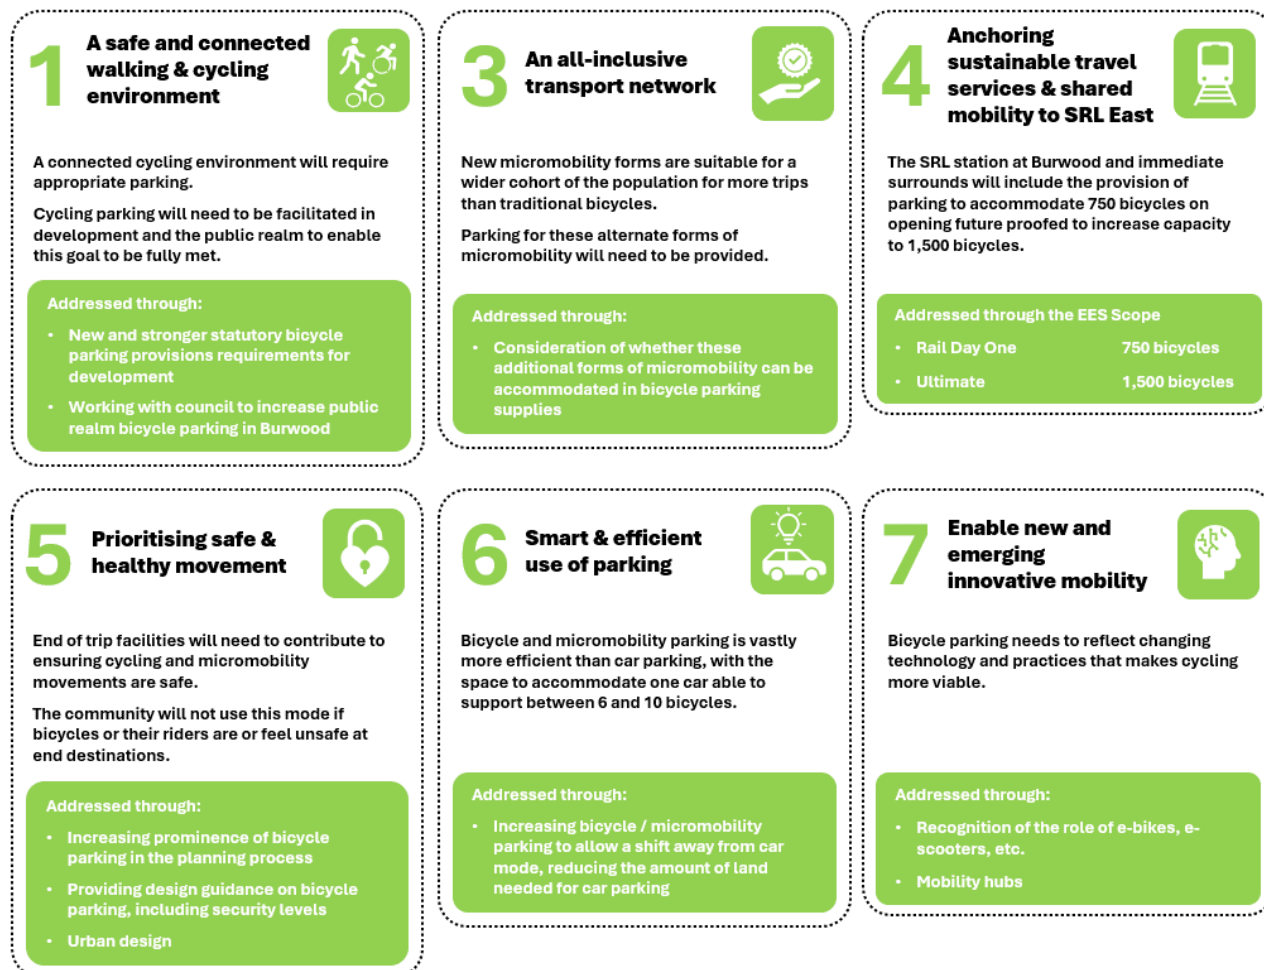 1
A safe and connected
walking & cycling
environment
A connected cycling environment will require
appropriate parking.
Cycling parking will need to be facilitated in
development and the public realm to enable
this goal to be fully met.
Addressed through:
• New and stronger statutory bicycle
parking provisions requirements for
development
• Working with council to increase public
realm bicycle parking in Burwood
3
An all-inclusive
transport network
New micromobility forms are suitable for a
wider cohort of the population for more trips
than traditional bicycles.
Parking for these alternate forms of
micromobility will need to be provided.
Addressed through:
• Consideration of whether these
additional forms of micromobility can be
accommodated in bicycle parking
supplies
4
Anchoring
sustainable travel
services & shared
mobility to SRL East
The SRL station at Burwood and immediate
surrounds will include the provision of
parking to accommodate 750 bicycles on
opening future proofed to increase capacity
to 1,500 bicycles.
Addressed through the EES Scope
• Rail Day One 750 bicycles
• Ultimate 1,500 bicycles
5
Prioritising safe &
healthy movement
End of trip facilities will need to contribute to
ensuring cycling and micromobility
movements are safe.
The community will not use this mode if
bicycles or their riders are or feel unsafe at
end destinations.
Addressed through:
• Increasing prominence of bicycle
parking in the planning process
• Providing design guidance on bicycle
parking, including security levels
• Urban design
6
Smart & efficient
use of parking
Bicycle and micromobility parking is vastly
more efficient than car parking, with the
space to accommodate one car able to
support between 6 and 10 bicycles.
Addressed through:
• Increasing bicycle / micromobility
parking to allow a shift away from car
mode, reducing the amount of land
needed for car parking
7
Enable new and
emerging
innovative mobility
Bicycle parking needs to reflect changing
technology and practices that makes cycling
more viable.
Addressed through:
• Recognition of the role of e-bikes, e-
scooters, etc.
• Mobility hubs